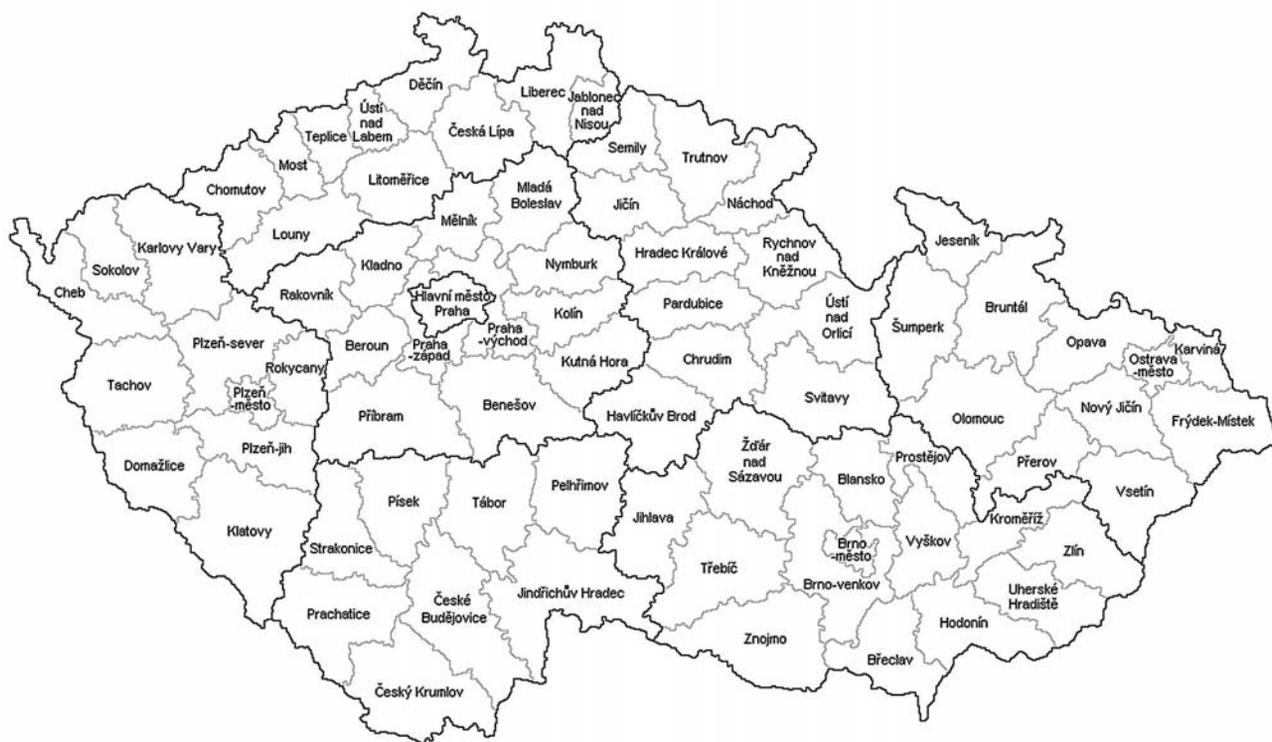 Děčín
Liberec
Jablonec
nad
Nisou
Ústí
nad
Labem
Teplice
Česká Lípa
Semily
Trutnov
Most
Chomutov
Litoměřice
Mladá
Boleslav
Jičín
Náchod
Mělník
Louny
Karlovy Vary
Jeseník
Sokolov
Cheb
Kladno
Nymburk
Hradec Králové
Rychnov
nad
Kněžnou
Rakovník
Hlavní město
Praha
Kolín
Pardubice
Ústí
nad
Orlicí
Šumperk
Bruntál
Opava
Karviná
Ostrava
-město
Plzeň-sever
Rokycany
Beroun
Praha
-západ
Praha
-východ
Kutná Hora
Chrudim
Tachov
Plzeň
-město
Příbram
Benešov
Havlíčkův Brod
Svitavy
Olomouc
Nový Jičín
Frýdek-Místek
Domažlice
Plzeň-jih
Žďár
nad
Sázavou
Prostějov
Přerov
Blansko
Vsetín
Klatovy
Písek
Tábor
Pelhřimov
Jihlava
Kroměříž
Strakonice
Brno
-město
Vyškov
Zlín
Třebíč
Brno-venkov
Uherské
Hradiště
Prachatice
České
Budějovice
Jindřichův Hradec
Znojmo
Hodonín
Břeclav
Český Krumlov